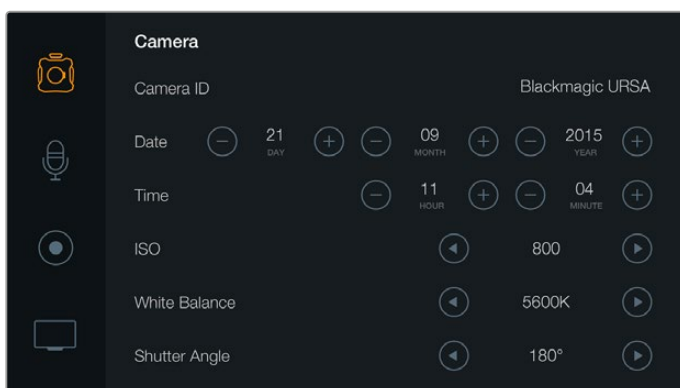 Camera
Camera ID Blackmagic URSA
Date 21 DAY 09 MONTH 2015 YEAR
Time 11 HOUR 04 MINUTE
ISO 800
White Balance 5600K
Shutter Angle 180°